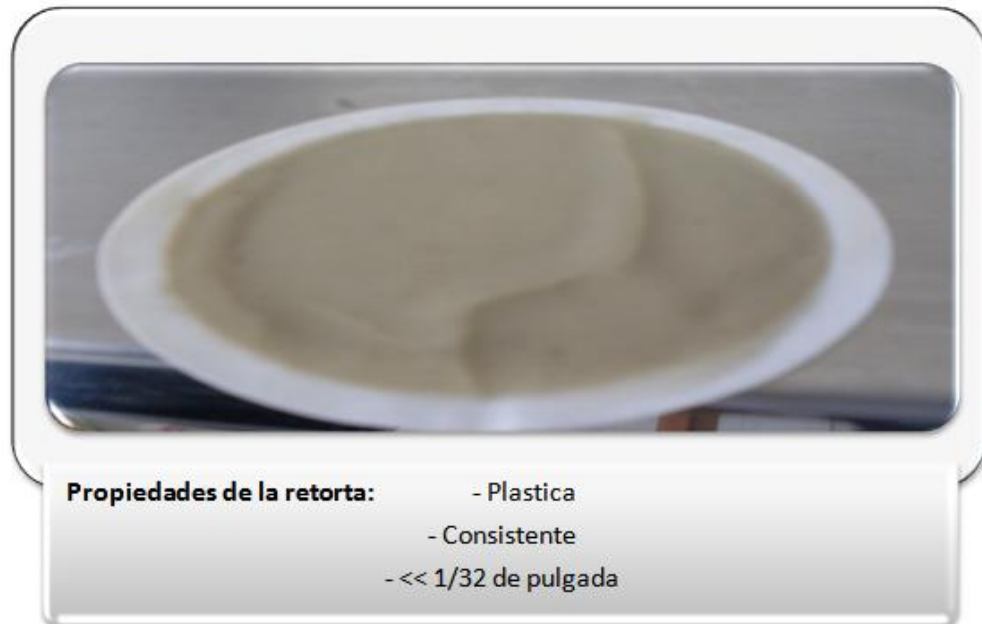 Propiedades de la retorta: - Plastica
- Consistente
- << 1/32 de pulgada